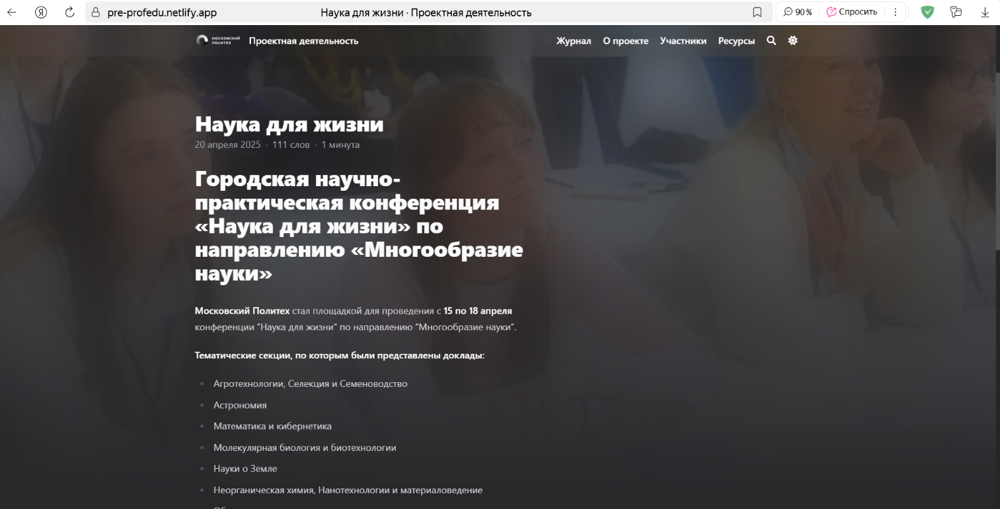 pre-profedu.netlify.app
Наука для жизни · Проектная деятельность
90 %
Спросить
МОСКОВСКИЙ
ПОЛИТЕХ
Проектная деятельность
Журнал
О проекте
Участники
Ресурсы
Наука для жизни
20 апреля 2025 · 111 слов · 1 минута
Городская научно-
практическая конференция
«Наука для жизни» по
направлению «Многообразие
науки»
Московский Политех стал площадкой для проведения с 15 по 18 апреля
конференции “Наука для жизни” по направлению “Многообразие науки”.
Тематические секции, по которым были представлены доклады:
Агротехнологии, Селекция и Семеноводство
Астрономия
Математика и кибернетика
Молекулярная биология и биотехнологии
Науки о Земле
Неорганическая химия, Нанотехнологии и материаловедение